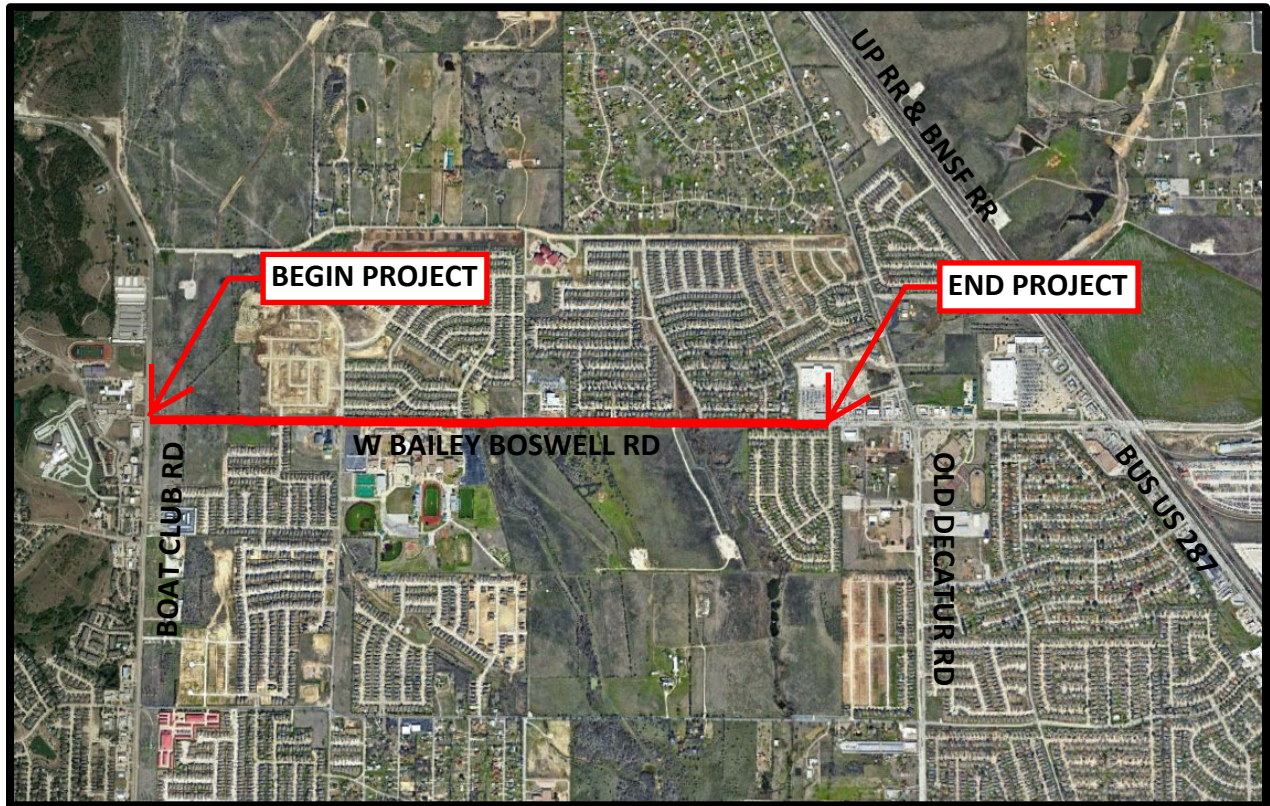 UP RR & BNSF RR
BEGIN PROJECT
END PROJECT
W BAILEY BOSWELL RD
BOAT CLUB RD
OLD DECATUR RD
BUS US 287